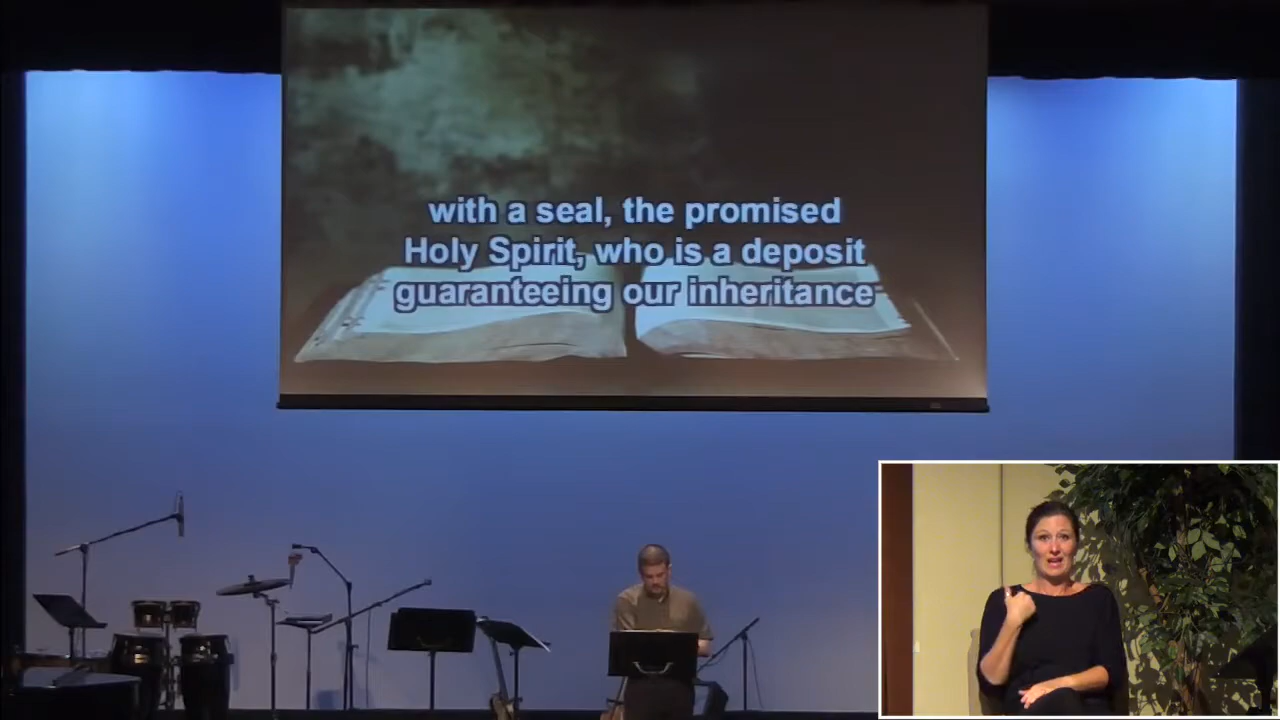 with a seal, the promised
Holy Spirit, who is a deposit
guaranteeing our inheritance